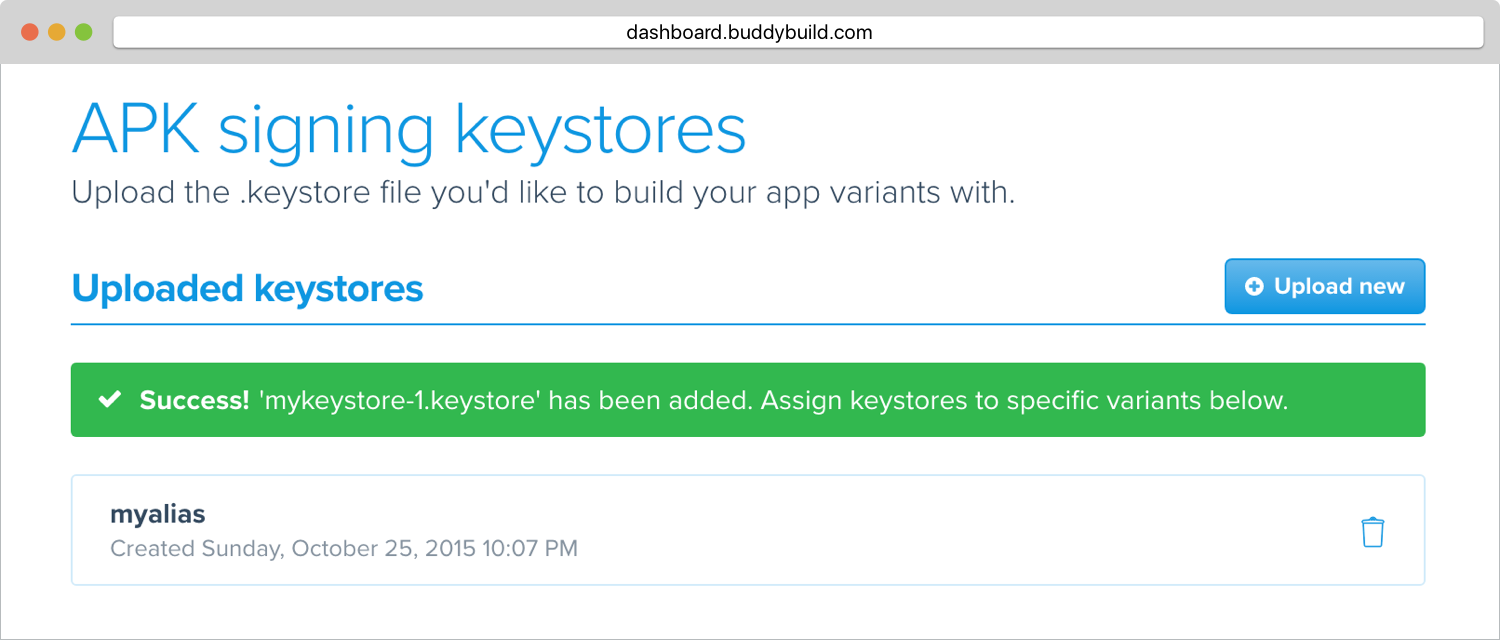 dashboard.buddybuild.com
APK signing keystores
Upload the .keystore file you'd like to build your app variants with.
Uploaded keystores
Upload new
Success! 'mykeystore-1.keystore' has been added. Assign keystores to specific variants below.
myalias
Created Sunday, October 25, 2015 10:07 PM